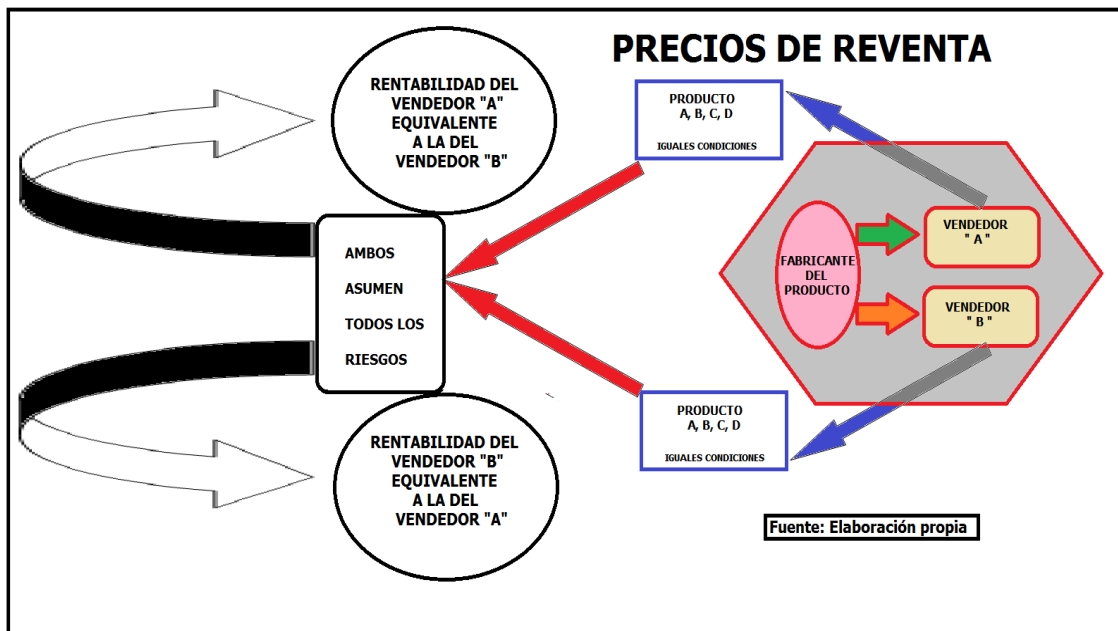 PRECIOS DE REVENTA
RENTABILIDAD DEL
VENDEDOR "A"
EQUIVALENTE
A LA DEL
VENDEDOR "B"
PRODUCTO
A, B, C, D
IGUALES CONDICIONES
VENDEDOR
" A "
FABRICANTE
DEL
PRODUCTO
VENDEDOR
" B "
AMBOS
ASUMEN
TODOS LOS
RIESGOS
PRODUCTO
A, B, C, D
IGUALES CONDICIONES
RENTABILIDAD DEL
VENDEDOR "B"
EQUIVALENTE
A LA DEL
VENDEDOR "A"
Fuente: Elaboración propia